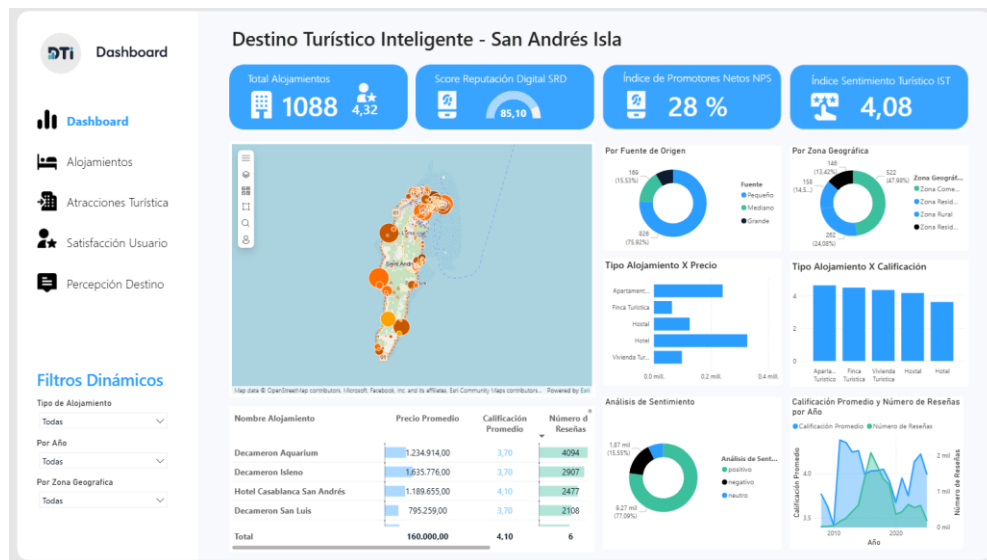 DTi
Dashboard
Destino Turístico Inteligente - San Andrés Isla
Total Alojamientos
1088
4,32
Score Reputación Digital SRD
85,10
Índice de Promotores Netos NPS
28 %
Índice Sentimiento Turístico IST
4,08
Dashboard
Alojamientos
Atracciones Turística
Satisfacción Usuario
Percepción Destino
Filtros Dinámicos
Tipo de Alojamiento
Todas
Por Año
Todas
Por Zona Geografica
Todas
Map data © OpenStreetMap contributors, Microsoft, Facebook, Inc. and its affiliates, Esri Community Maps contributors...
Powered by Esri
Nombre Alojamiento Precio Promedio Calificación Promedio Número d Reseñas
Decameron Aquarium 1.234.914,00 3,70 4094
Decameron Isleno 1.635.776,00 3,70 2907
Hotel Casablanca San Andrés 1.189.655,00 4,10 2477
Decameron San Luis 795.259,00 3,70 2108
Total 160.000,00 4,10 6
Por Fuente de Origen
169
(15,53%)
826
(75,92%)
Fuente
Pequeño
Mediano
Grande
Por Zona Geográfica
146
(13,42%)
158
(14,5...)
522
(47,98%)
262
(24,08%)
Zona Geográf...
Zona Come...
Zona Resid...
Zona Rural
Zona Resid...
Tipo Alojamiento X Precio
Apartament...
Finca Turística
Hostal
Hotel
Vivienda Tur...
0,0 mill.
0,2 mill.
0,4 mill.
Tipo Alojamiento X Calificación
4
2
0
Aparta... Turístico
Finca Turística
Vivienda Turística
Hostal
Hotel
Análisis de Sentimiento
1,87 mil
(15,55%)
9,27 mil
(77,09%)
Análisis de Sent...
positivo
negativo
neutro
Calificación Promedio y Número de Reseñas
por Año
Calificación Promedio Número de Reseñas
Calificación Promedio
4,0
3,5
2 mil
1 mil
0 mil
Número de Reseñas
2010
2020
Año